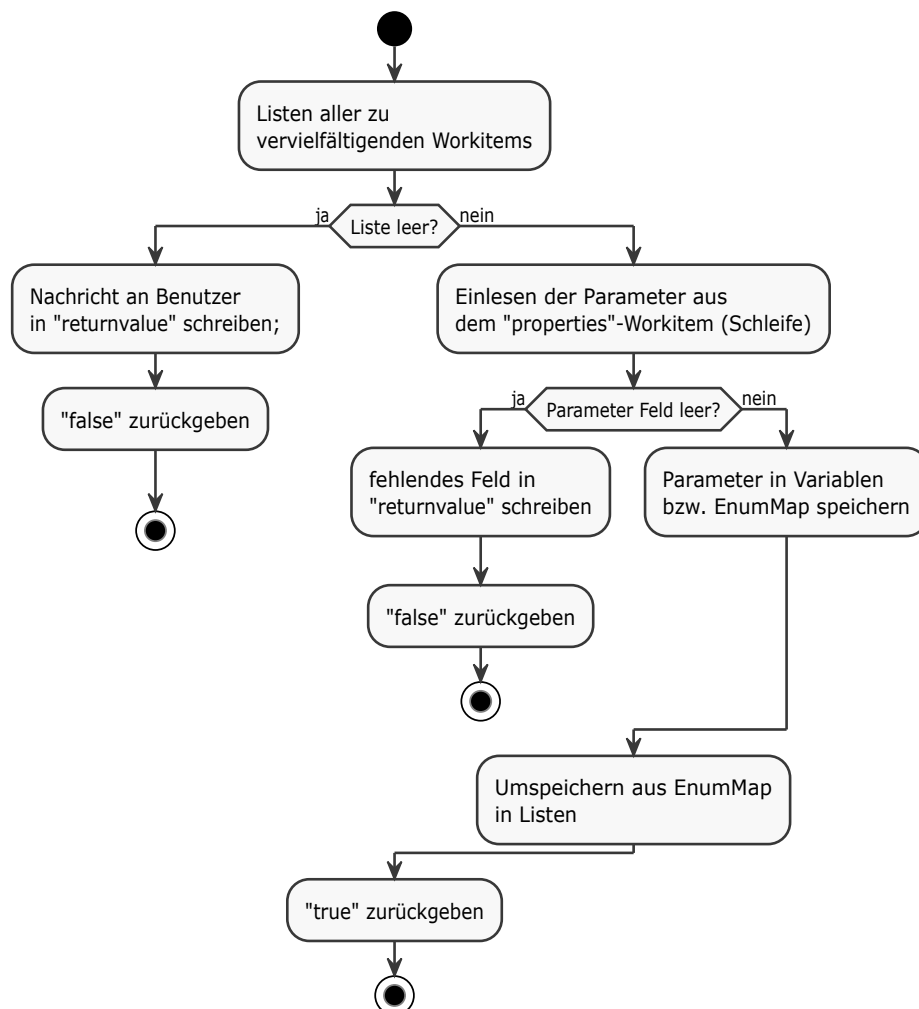 Listen aller zu
vervielfältigenden Workitems
ja
Liste leer?
nein
Nachricht an Benutzer
in "returnvalue" schreiben;
"false" zurückgeben
Einlesen der Parameter aus
dem "properties"-Workitem (Schleife)
ja
Parameter Feld leer?
nein
fehlendes Feld in
"returnvalue" schreiben
"false" zurückgeben
Parameter in Variablen
bzw. EnumMap speichern
Umspeichern aus EnumMap
in Listen
"true" zurückgeben